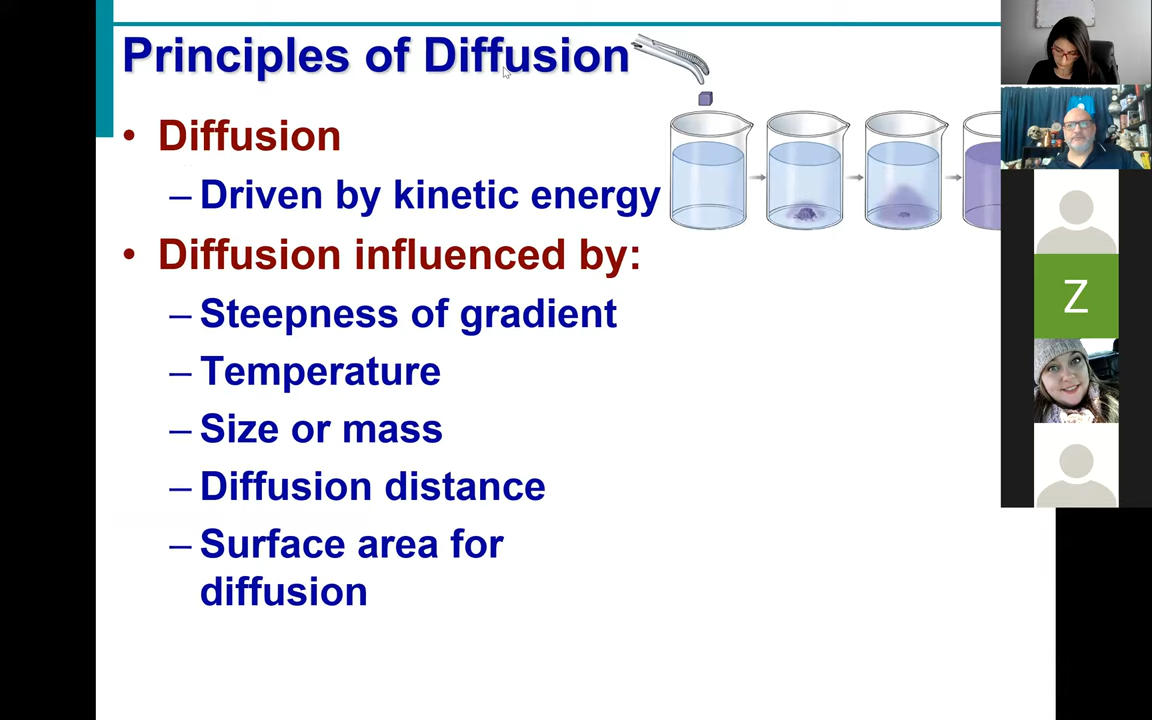 Principles of Diffusion
• Diffusion
– Driven by kinetic energy
• Diffusion influenced by:
– Steepness of gradient
– Temperature
– Size or mass
– Diffusion distance
– Surface area for
diffusion
Z